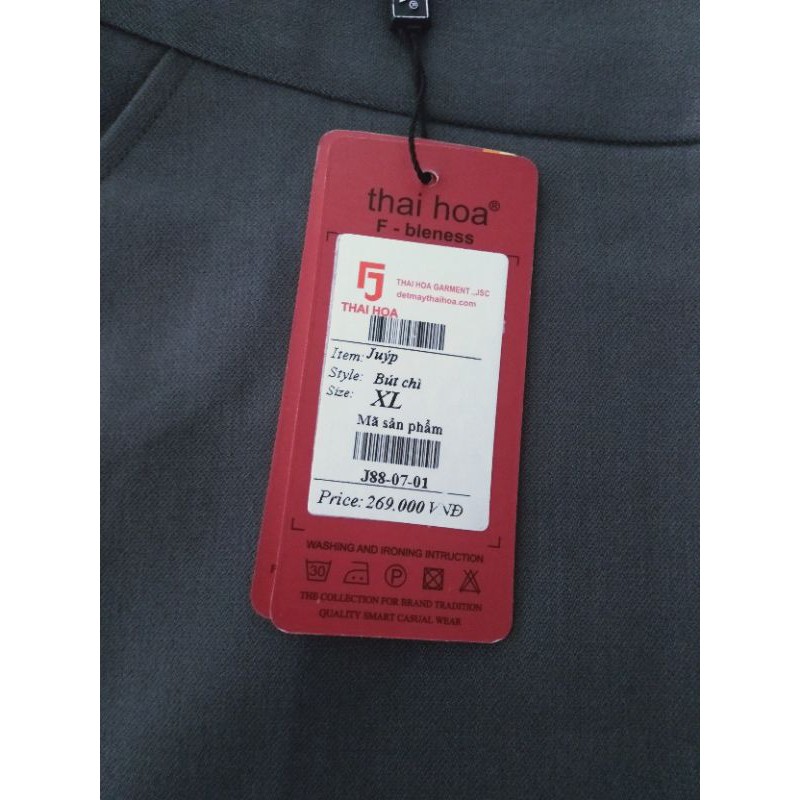 thai hoa®
F - bleness
THAI HOA GARMENT .,JSC
detmaythaihoa.com
THAI HOA
Item: Juýp
Style: Bút chì
Size: XL
Mã sản phẩm
J88-07-01
Price: 269.000 VNĐ
WASHING AND IRONING INTRUCTION
30
P
THE COLLECTION FOR BRAND TRADITION
QUALITY SMART CASUAL WEAR